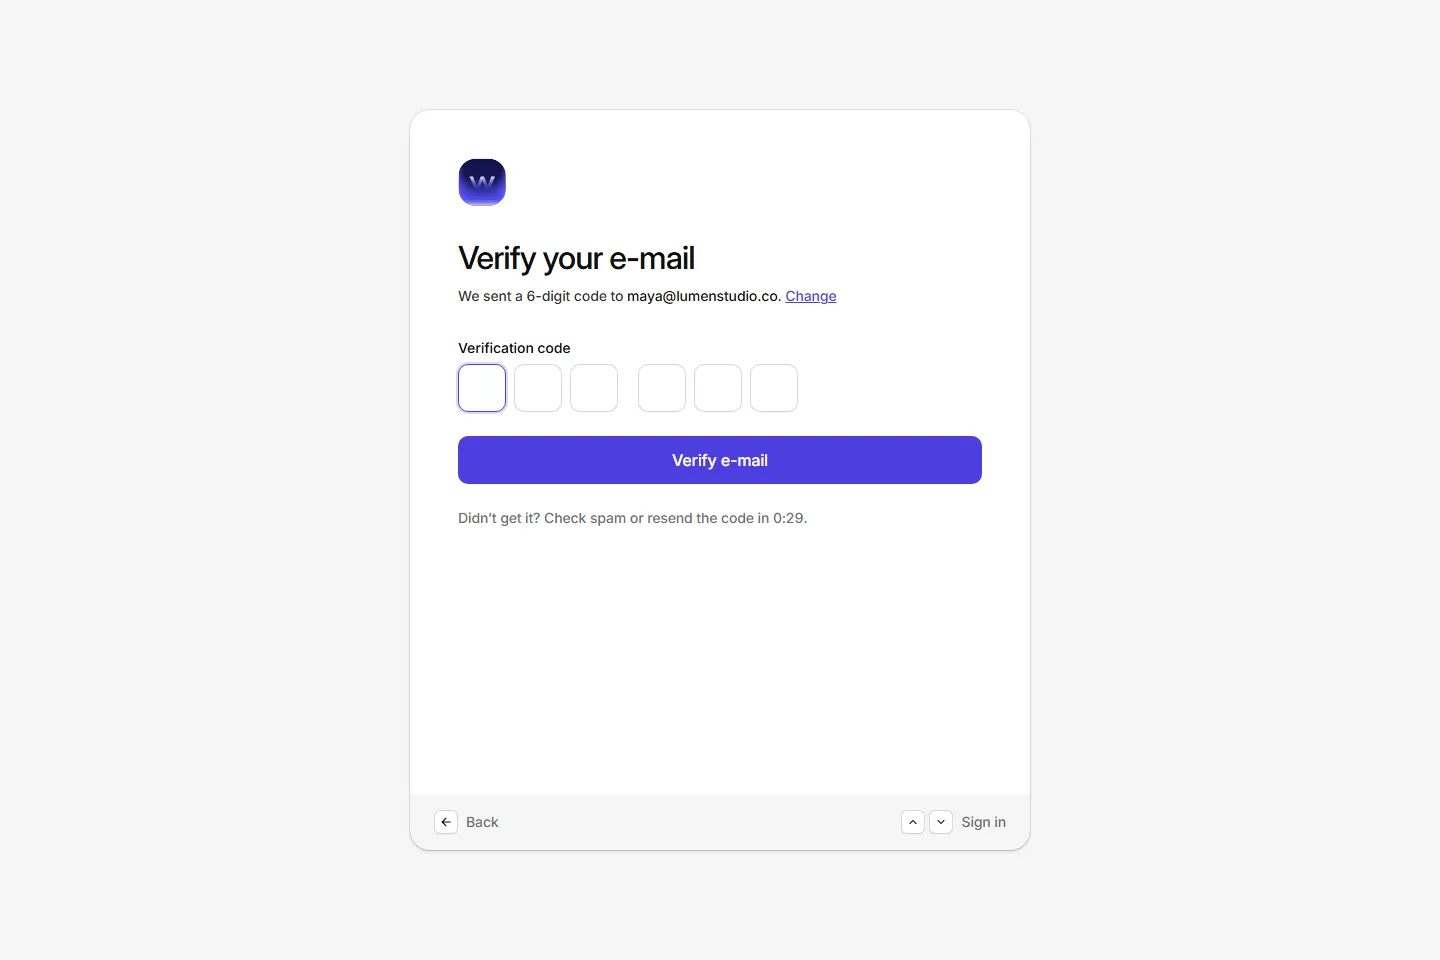 W
Verify your e-mail
We sent a 6-digit code to maya@lumenstudio.co. Change
Verification code
Verify e-mail
Didn’t get it? Check spam or resend the code in 0:29.
Back
Sign in